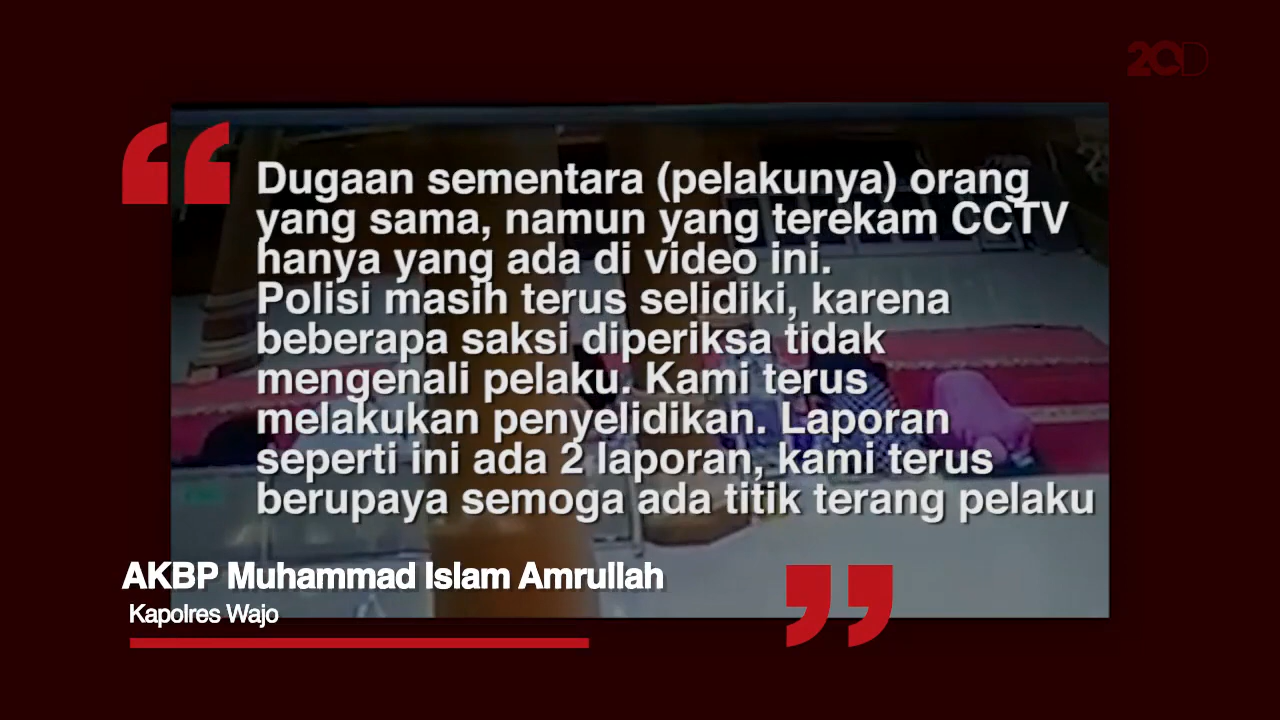 20D
“
Dugaan sementara (pelakunya) orang
yang sama, namun yang terekam CCTV
hanya yang ada di video ini.
Polisi masih terus selidiki, karena
beberapa saksi diperiksa tidak
mengenali pelaku. Kami terus
melakukan penyelidikan. Laporan
seperti ini ada 2 laporan, kami terus
berupaya semoga ada titik terang pelaku
”
AKBP Muhammad Islam Amrullah
Kapolres Wajo